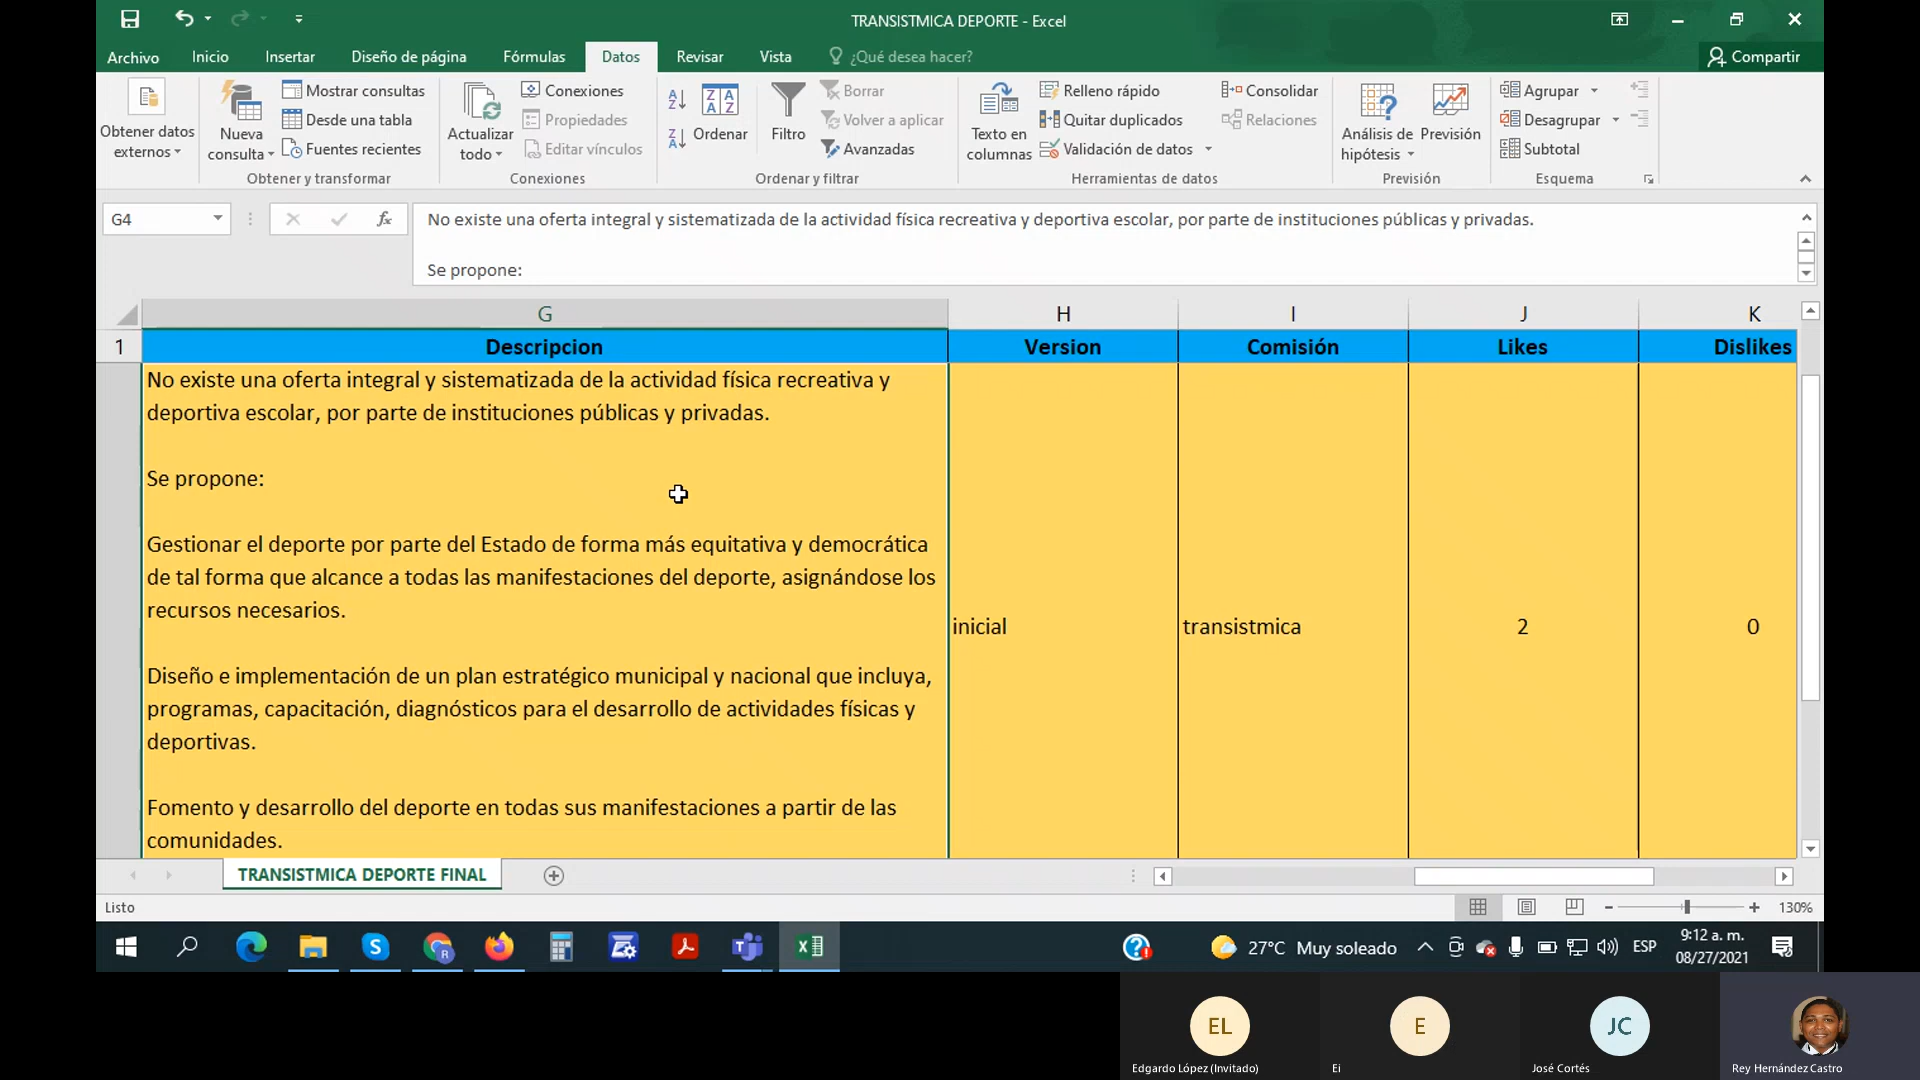 TRANSISTMICA DEPORTE - Excel
Archivo Inicio Insertar Diseño de página Fórmulas Datos Revisar Vista ¿Qué desea hacer? Compartir
Obtener datos externos
Nueva consulta
Mostrar consultas
Desde una tabla
Fuentes recientes
Obtener y transformar
Actualizar todo
Conexiones
Propiedades
Editar vínculos
Conexiones
Ordenar
Filtro
Borrar
Volver a aplicar
Avanzadas
Ordenar y filtrar
Texto en columnas
Relleno rápido
Quitar duplicados
Validación de datos
Consolidar
Relaciones
Herramientas de datos
Análisis de hipótesis
Previsión
Previsión
Agrupar
Desagrupar
Subtotal
Esquema
G4
fx
No existe una oferta integral y sistematizada de la actividad física recreativa y deportiva escolar, por parte de instituciones públicas y privadas.
Se propone:
G H I J K
1 Descripcion Version Comisión Likes Dislikes
No existe una oferta integral y sistematizada de la actividad física recreativa y
deportiva escolar, por parte de instituciones públicas y privadas.
Se propone:
Gestionar el deporte por parte del Estado de forma más equitativa y democrática
de tal forma que alcance a todas las manifestaciones del deporte, asignándose los
recursos necesarios.
Diseño e implementación de un plan estratégico municipal y nacional que incluya,
programas, capacitación, diagnósticos para el desarrollo de actividades físicas y
deportivas.
Fomento y desarrollo del deporte en todas sus manifestaciones a partir de las
comunidades.
inicial transistmica 2 0
TRANSISTMICA DEPORTE FINAL
Listo
130%
27°C Muy soleado
ESP
9:12 a. m.
08/27/2021
EL
Edgardo López (Invitado)
E
Ei
JC
José Cortés
Rey Hernández Castro